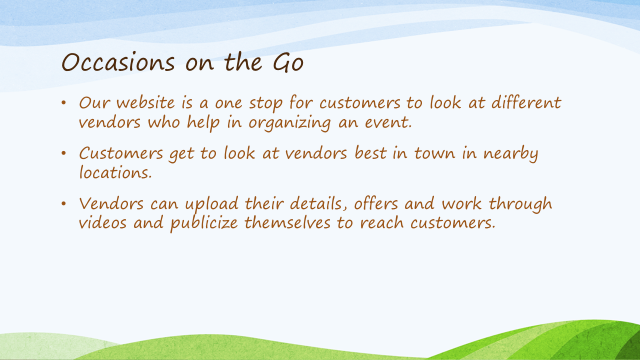 Occasions on the Go
• Our website is a one stop for customers to look at different
vendors who help in organizing an event.
• Customers get to look at vendors best in town in nearby
locations.
• Vendors can upload their details, offers and work through
videos and publicize themselves to reach customers.